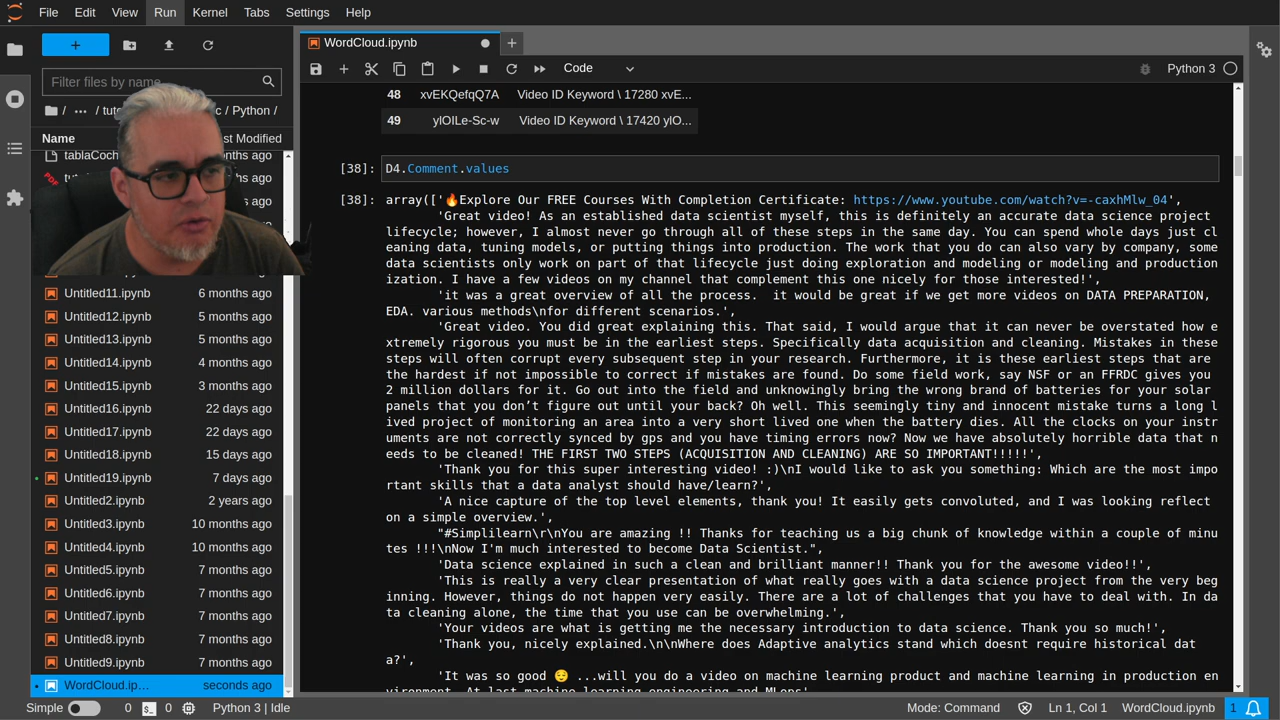 File Edit View Run Kernel Tabs Settings Help
WordCloud.ipynb
Filter files by name
Code
Python 3
/ ... / tut c / Python /
Name st Modified
tablaCoch nths ago
tut s ago
s ago
Untitled11.ipynb 6 months ago
Untitled12.ipynb 5 months ago
Untitled13.ipynb 5 months ago
Untitled14.ipynb 4 months ago
Untitled15.ipynb 3 months ago
Untitled16.ipynb 22 days ago
Untitled17.ipynb 22 days ago
Untitled18.ipynb 15 days ago
Untitled19.ipynb 7 days ago
Untitled2.ipynb 2 years ago
Untitled3.ipynb 10 months ago
Untitled4.ipynb 10 months ago
Untitled5.ipynb 7 months ago
Untitled6.ipynb 7 months ago
Untitled7.ipynb 7 months ago
Untitled8.ipynb 7 months ago
Untitled9.ipynb 7 months ago
WordCloud.ip... seconds ago
48 xvEKQefqQ7A Video ID Keyword \ 17280 xvE...
49 ylOILe-Sc-w Video ID Keyword \ 17420 ylO...
[38]: D4.Comment.values
[38]: array(['🔥Explore Our FREE Courses With Completion Certificate: https://www.youtube.com/watch?v=-caxhMlw_04',
'Great video! As an established data scientist myself, this is definitely an accurate data science project
lifecycle; however, I almost never go through all of these steps in the same day. You can spend whole days just cl
eaning data, tuning models, or putting things into production. The work that you do can also vary by company, some
data scientists only work on part of that lifecycle just doing exploration and modeling or modeling and production
ization. I have a few videos on my channel that complement this one nicely for those interested!',
'it was a great overview of all the process.  it would be great if we get more videos on DATA PREPARATION,
EDA. various methods\nfor different scenarios.',
'Great video. You did great explaining this. That said, I would argue that it can never be overstated how e
xtremely rigorous you must be in the earliest steps. Specifically data acquisition and cleaning. Mistakes in these
steps will often corrupt every subsequent step in your research. Furthermore, it is these earliest steps that are
the hardest if not impossible to correct if mistakes are found. Do some field work, say NSF or an FFRDC gives you
2 million dollars for it. Go out into the field and unknowingly bring the wrong brand of batteries for your solar
panels that you don’t figure out until your back? Oh well. This seemingly tiny and innocent mistake turns a long l
ived project of monitoring an area into a very short lived one when the battery dies. All the clocks on your instr
uments are not correctly synced by gps and you have timing errors now? Now we have absolutely horrible data that n
eeds to be cleaned! THE FIRST TWO STEPS (ACQUISITION AND CLEANING) ARE SO IMPORTANT!!!!!',
'Thank you for this super interesting video! :)\nI would like to ask you something: Which are the most impo
rtant skills that a data analyst should have/learn?',
'A nice capture of the top level elements, thank you! It easily gets convoluted, and I was looking reflect
on a simple overview.',
"#Simplilearn\r\nYou are amazing !! Thanks for teaching us a big chunk of knowledge within a couple of minu
tes !!!\nNow I'm much interested to become Data Scientist.",
'Data science explained in such a clean and brilliant manner!! Thank you for the awesome video!!',
'This is really a very clear presentation of what really goes with a data science project from the very beg
inning. However, things do not happen very easily. There are a lot of challenges that you have to deal with. In da
ta cleaning alone, the time that you use can be overwhelming.',
'Your videos are what is getting me the necessary introduction to data science. Thank you so much!',
'Thank you, nicely explained.\n\nWhere does Adaptive analytics stand which doesnt require historical dat
a?',
'It was so good 😌 ...will you do a video on machine learning product and machine learning in production en
vironment. At last machine learning engineering and MLops'
Simple 0 0 Python 3 | Idle Mode: Command Ln 1, Col 1 WordCloud.ipynb 1